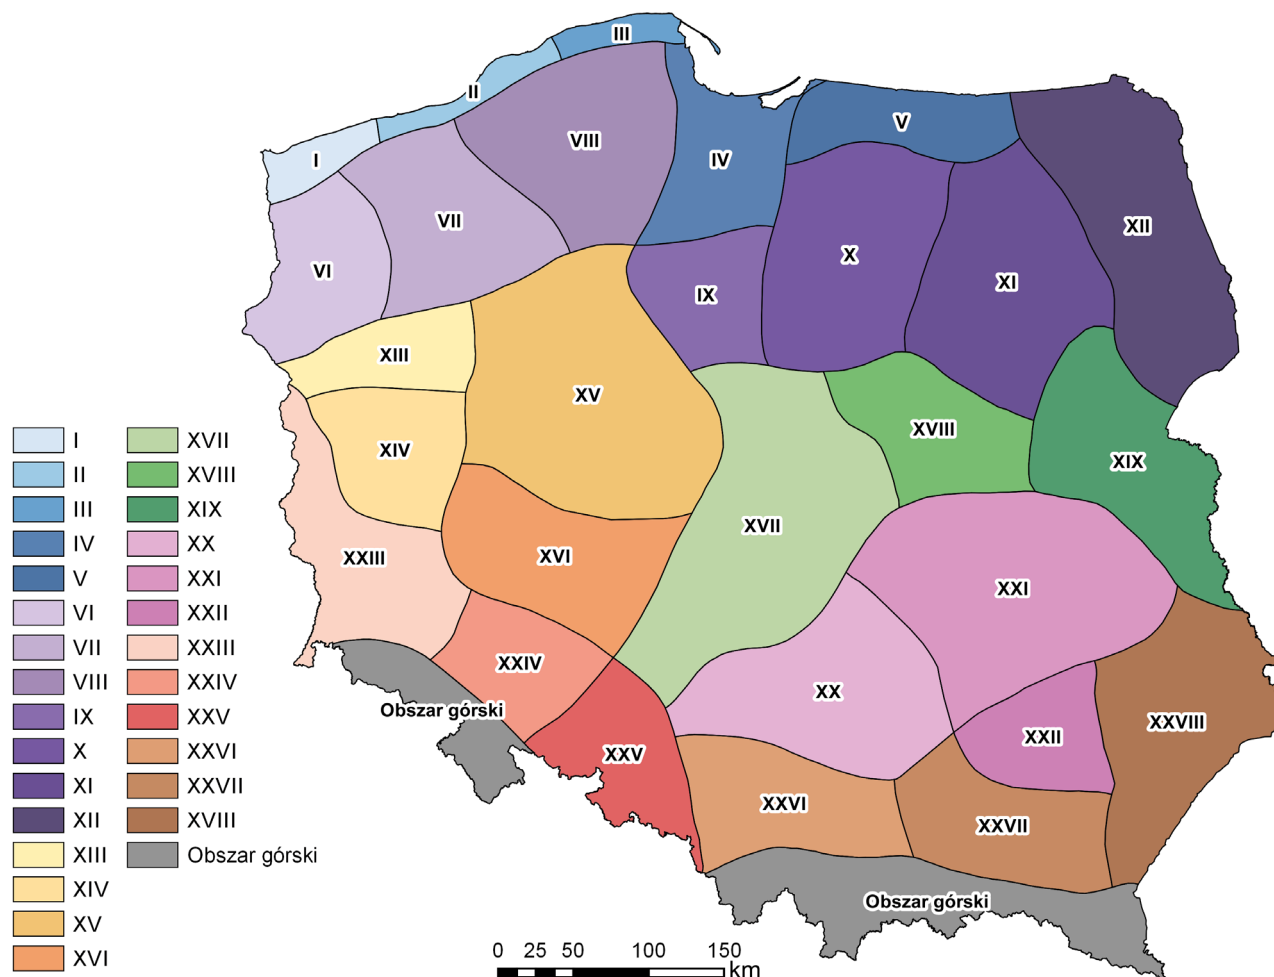 III
II
V
I
VIII
IV
VII
XII
X
VI
XI
IX
XIII
XV
XVIII
XIV
XIX
XVII
XXIII
XVI
XXI
XXIV
XX
Obszar górski
XXVIII
XXII
XXV
XXVI
XXVII
Obszar górski
I
II
III
IV
V
VI
VII
VIII
IX
X
XI
XII
XIII
XIV
XV
XVI
XVII
XVIII
XIX
XX
XXI
XXII
XXIII
XXIV
XXV
XXVI
XXVII
XVIII
Obszar górski
0 25 50 100 150
km